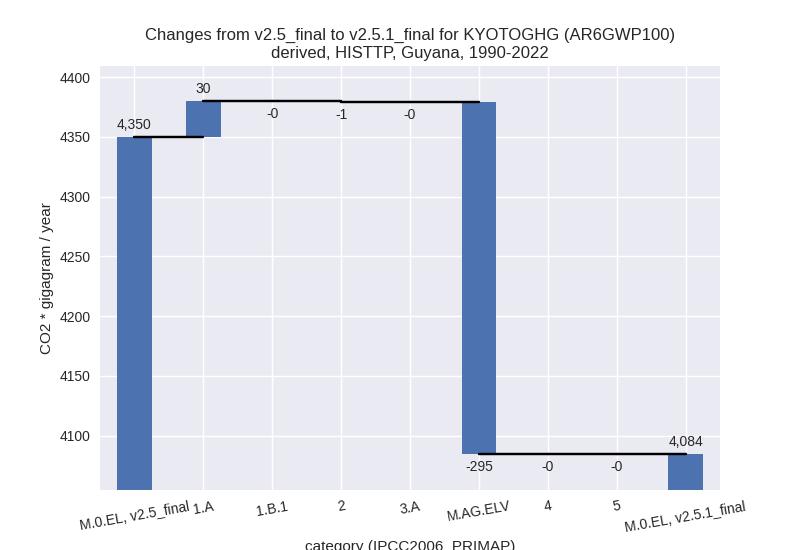 Changes from v2.5_final to v2.5.1_final for KYOTOGHG (AR6GWP100)
derived, HISTTP, Guyana, 1990-2022
CO2 * gigagram / year
4400
4350
4300
4250
4200
4150
4100
4,350
30
-0
-1
-0
-295
-0
-0
4,084
M.0.EL, v2.5_final
1.A
1.B.1
2
3.A
M.AG.ELV
4
5
M.0.EL, v2.5.1_final
category (IPCC2006_PRIMAP)